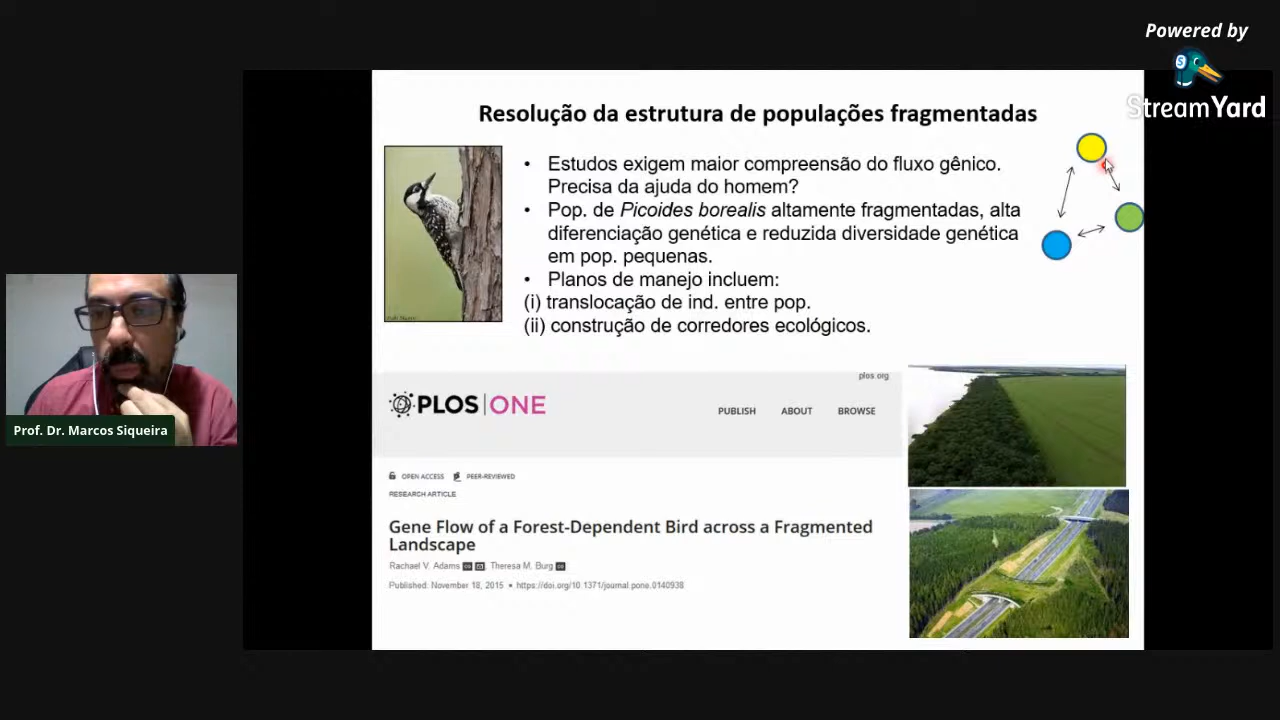 Powered by
StreamYard
Resolução da estrutura de populações fragmentadas
• Estudos exigem maior compreensão do fluxo gênico.
Precisa da ajuda do homem?
• Pop. de Picoides borealis altamente fragmentadas, alta
diferenciação genética e reduzida diversidade genética
em pop. pequenas.
• Planos de manejo incluem:
(i) translocação de ind. entre pop.
(ii) construção de corredores ecológicos.
plos.org
PLOS | ONE
PUBLISH ABOUT BROWSE
OPEN ACCESS PEER-REVIEWED
RESEARCH ARTICLE
Gene Flow of a Forest-Dependent Bird across a Fragmented
Landscape
Rachael V. Adams Theresa M. Burg
Published: November 18, 2015 • https://doi.org/10.1371/journal.pone.0140938
Prof. Dr. Marcos Siqueira